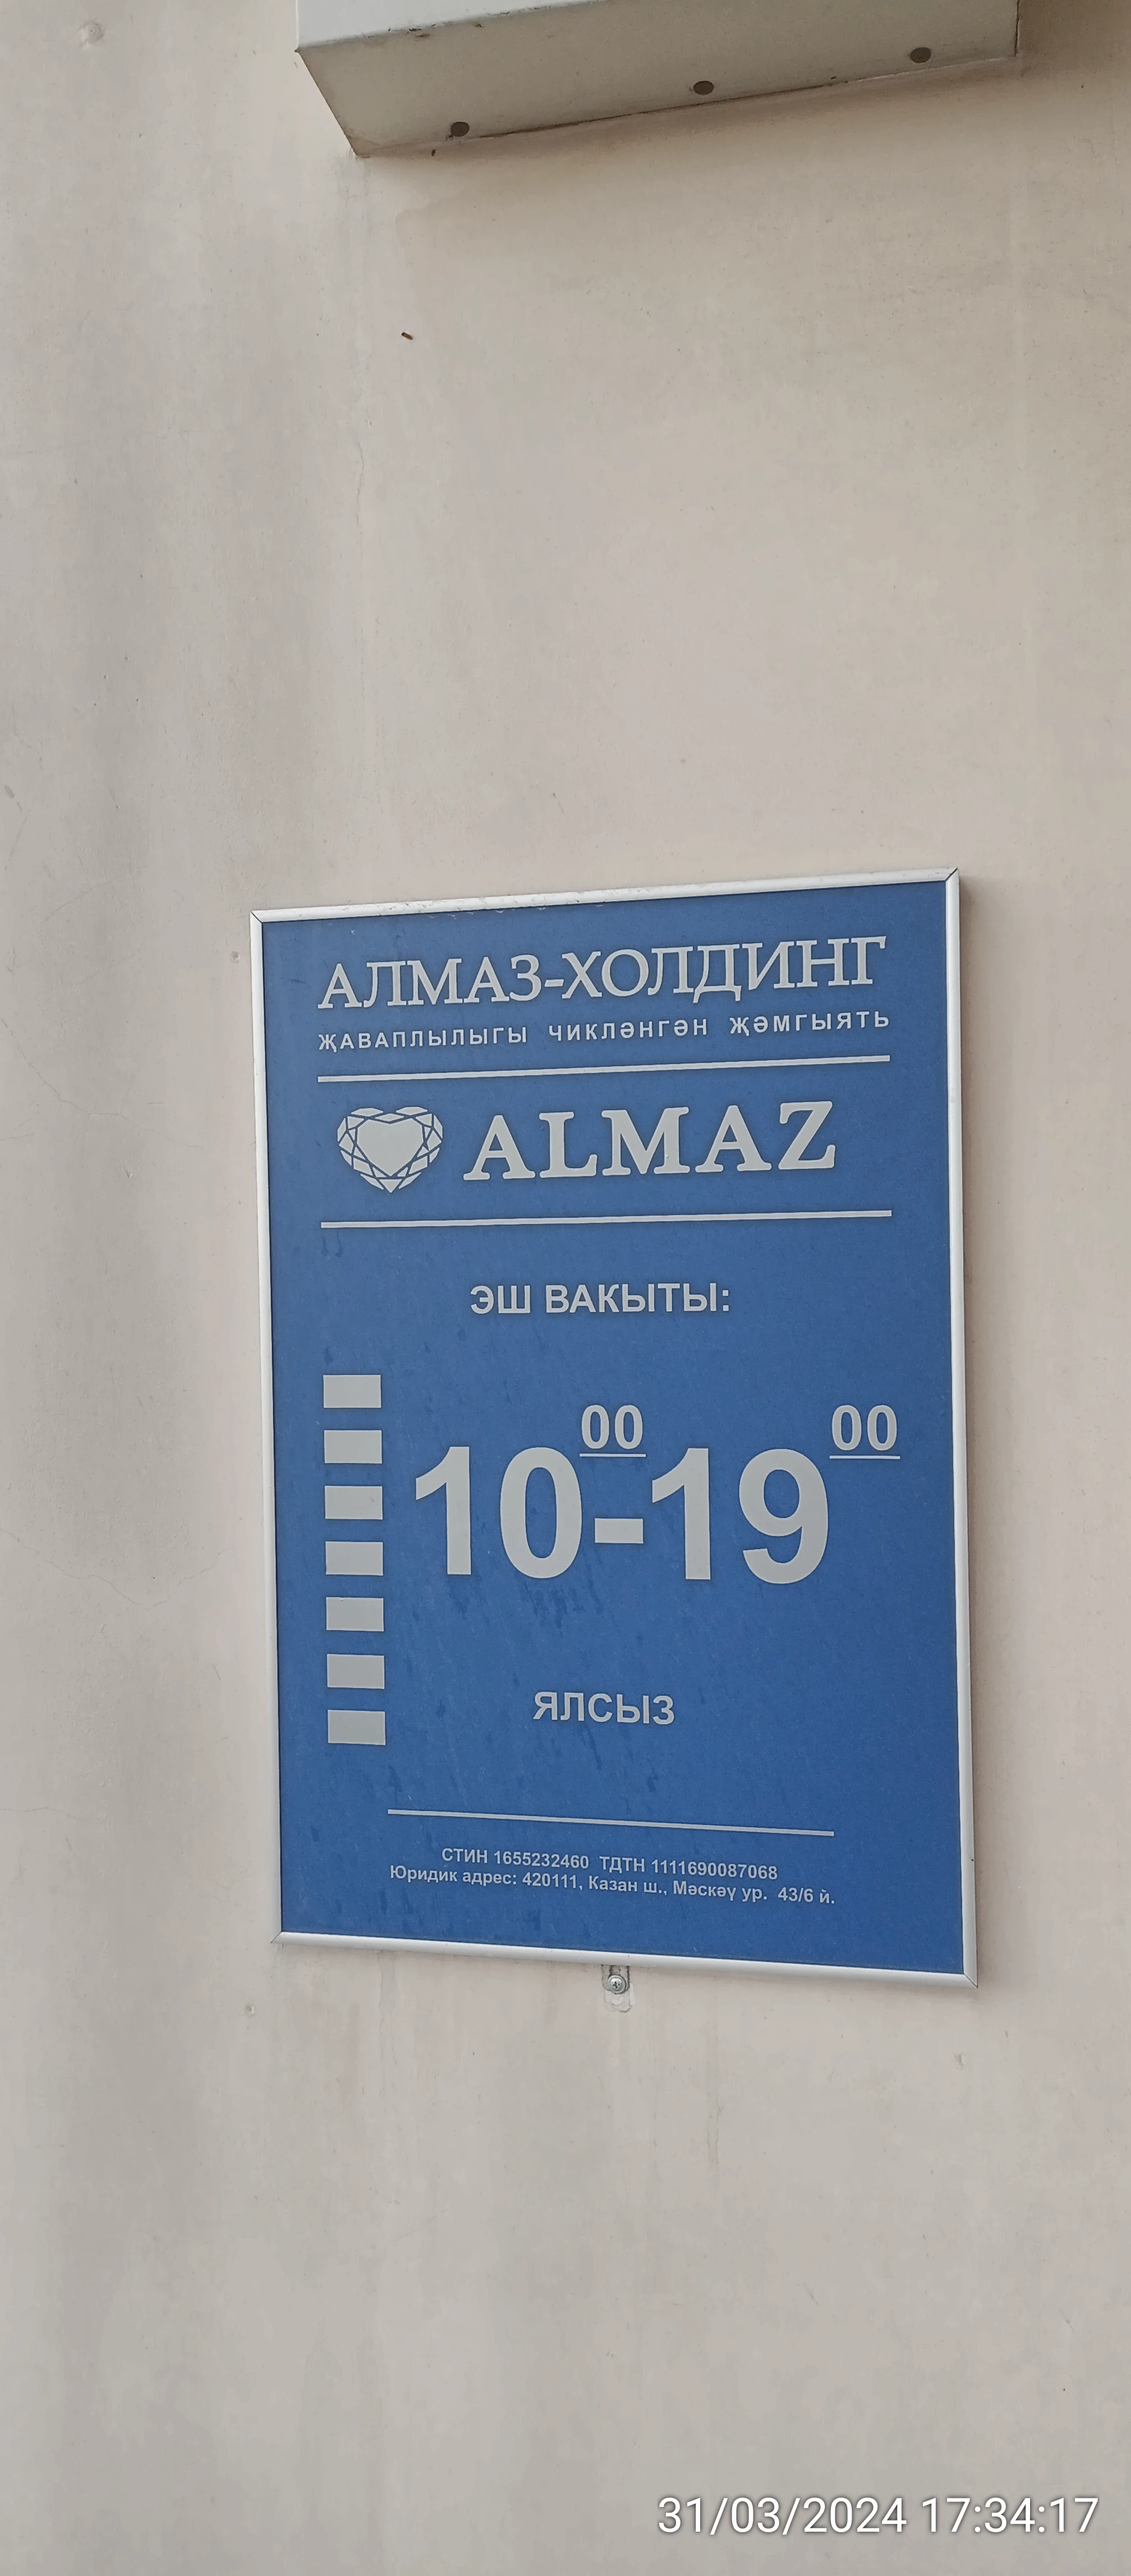 АЛМАЗ-ХОЛДИНГ
ҖАВАПЛЫЛЫГЫ ЧИКЛӘНГӘН ҖӘМГЫЯТЬ
ALMAZ
ЭШ ВАКЫТЫ:
10 00 - 19 00
ЯЛСЫЗ
СТИН 1655232460 ТДТН 1111690087068
Юридик адрес: 420111, Казан ш., Мәскәү ур. 43/6 й.
31/03/2024 17:34:17